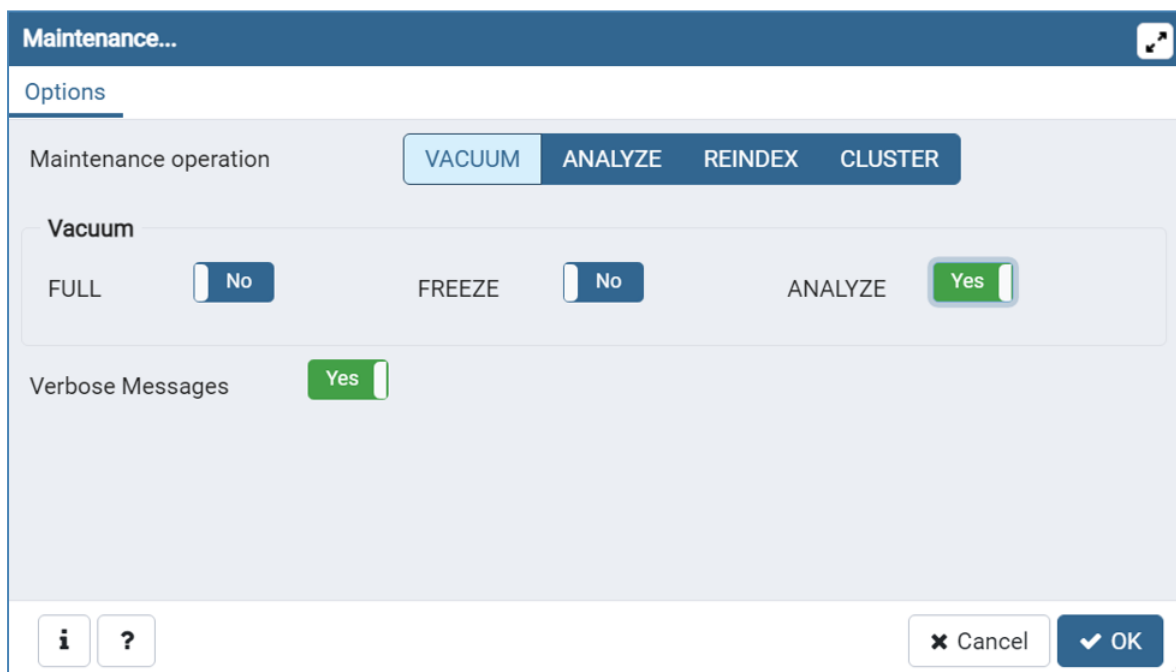 Maintenance...
Options
Maintenance operation VACUUM ANALYZE REINDEX CLUSTER
Vacuum
FULL No FREEZE No ANALYZE Yes
Verbose Messages Yes
i ? Cancel OK